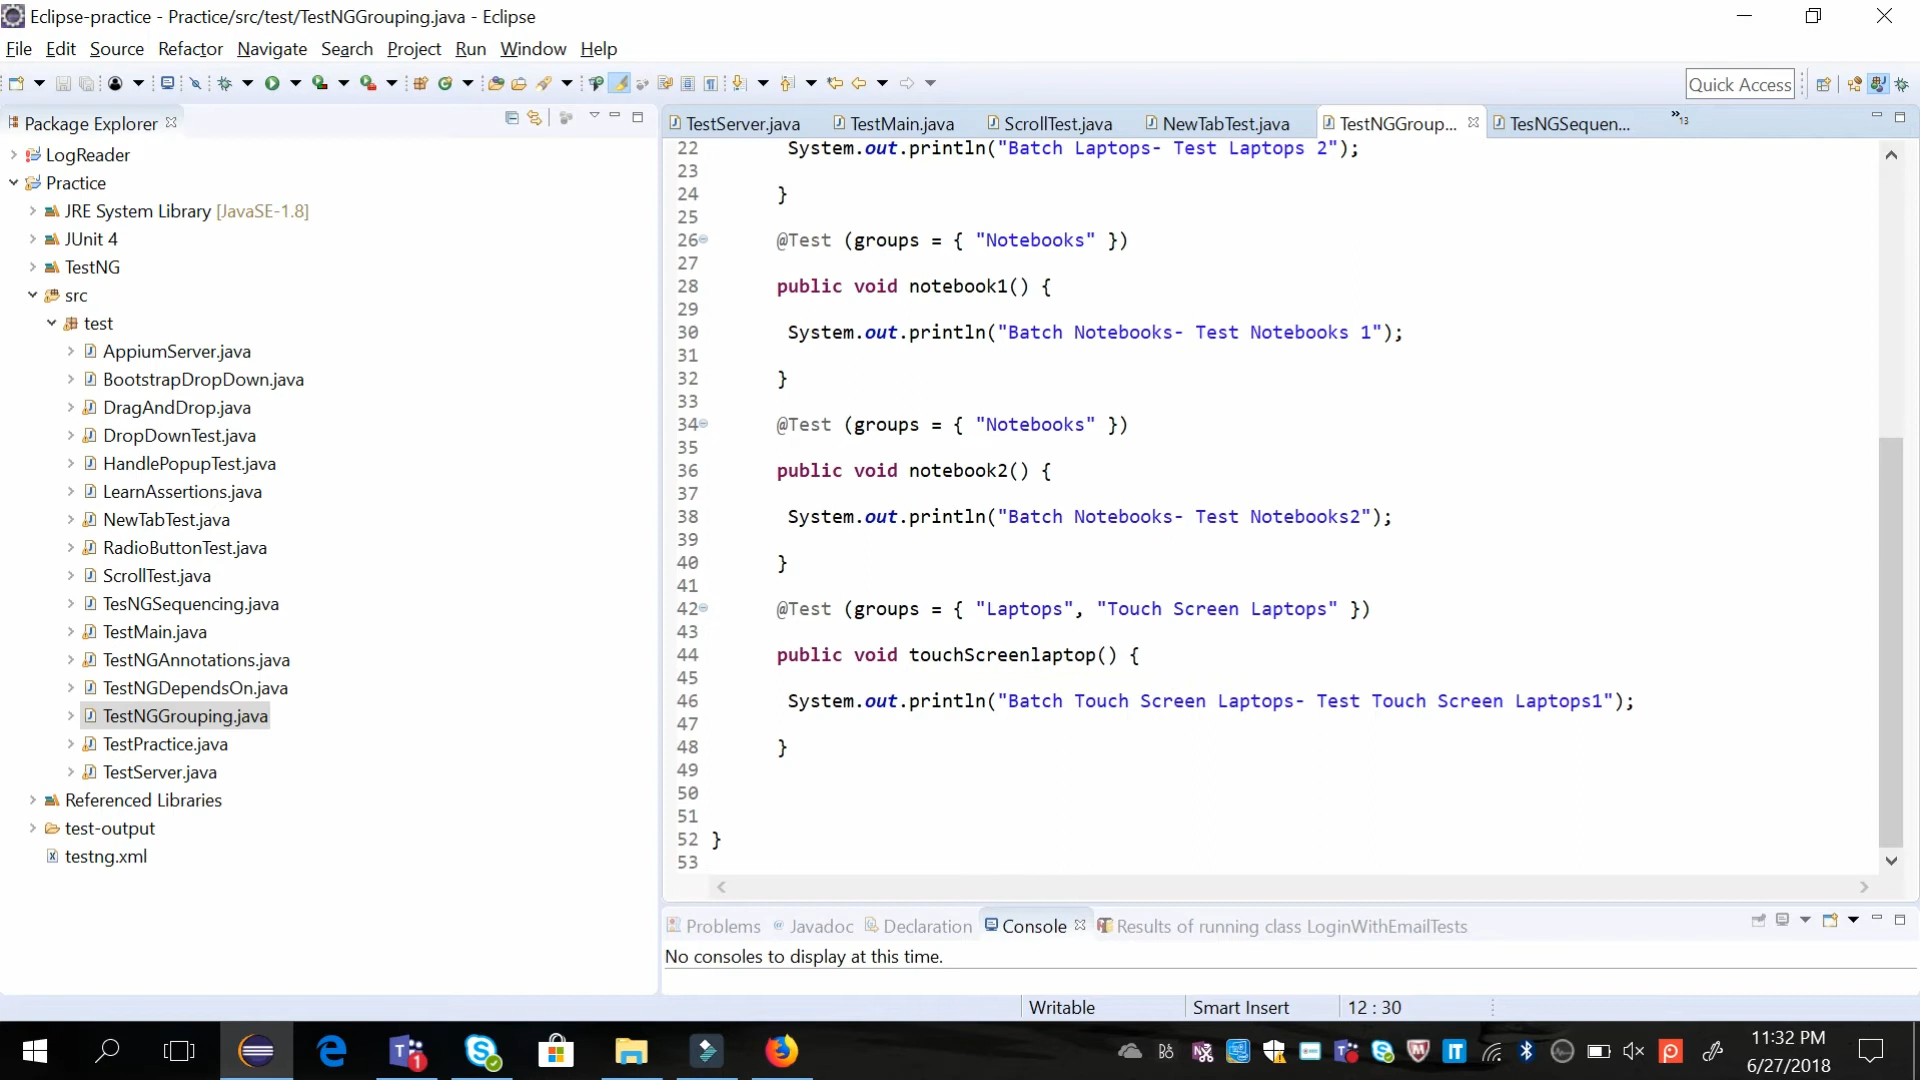 Eclipse-practice - Practice/src/test/TestNGGrouping.java - Eclipse
File Edit Source Refactor Navigate Search Project Run Window Help
Quick Access
Package Explorer
LogReader
Practice
JRE System Library [JavaSE-1.8]
JUnit 4
TestNG
src
test
AppiumServer.java
BootstrapDropDown.java
DragAndDrop.java
DropDownTest.java
HandlePopupTest.java
LearnAssertions.java
NewTabTest.java
RadioButtonTest.java
ScrollTest.java
TesNGSequencing.java
TestMain.java
TestNGAnnotations.java
TestNGDependsOn.java
TestNGGrouping.java
TestPractice.java
TestServer.java
Referenced Libraries
test-output
testng.xml
TestServer.java TestMain.java ScrollTest.java NewTabTest.java TestNGGroup... TesNGSequen... »13
22 System.out.println("Batch Laptops- Test Laptops 2");
23
24 }
25
26 @Test (groups = { "Notebooks" })
27
28 public void notebook1() {
29
30 System.out.println("Batch Notebooks- Test Notebooks 1");
31
32 }
33
34 @Test (groups = { "Notebooks" })
35
36 public void notebook2() {
37
38 System.out.println("Batch Notebooks- Test Notebooks2");
39
40 }
41
42 @Test (groups = { "Laptops", "Touch Screen Laptops" })
43
44 public void touchScreenlaptop() {
45
46 System.out.println("Batch Touch Screen Laptops- Test Touch Screen Laptops1");
47
48 }
49
50
51
52 }
53
Problems @ Javadoc Declaration Console Results of running class LoginWithEmailTests
No consoles to display at this time.
Writable Smart Insert 12 : 30
11:32 PM
6/27/2018